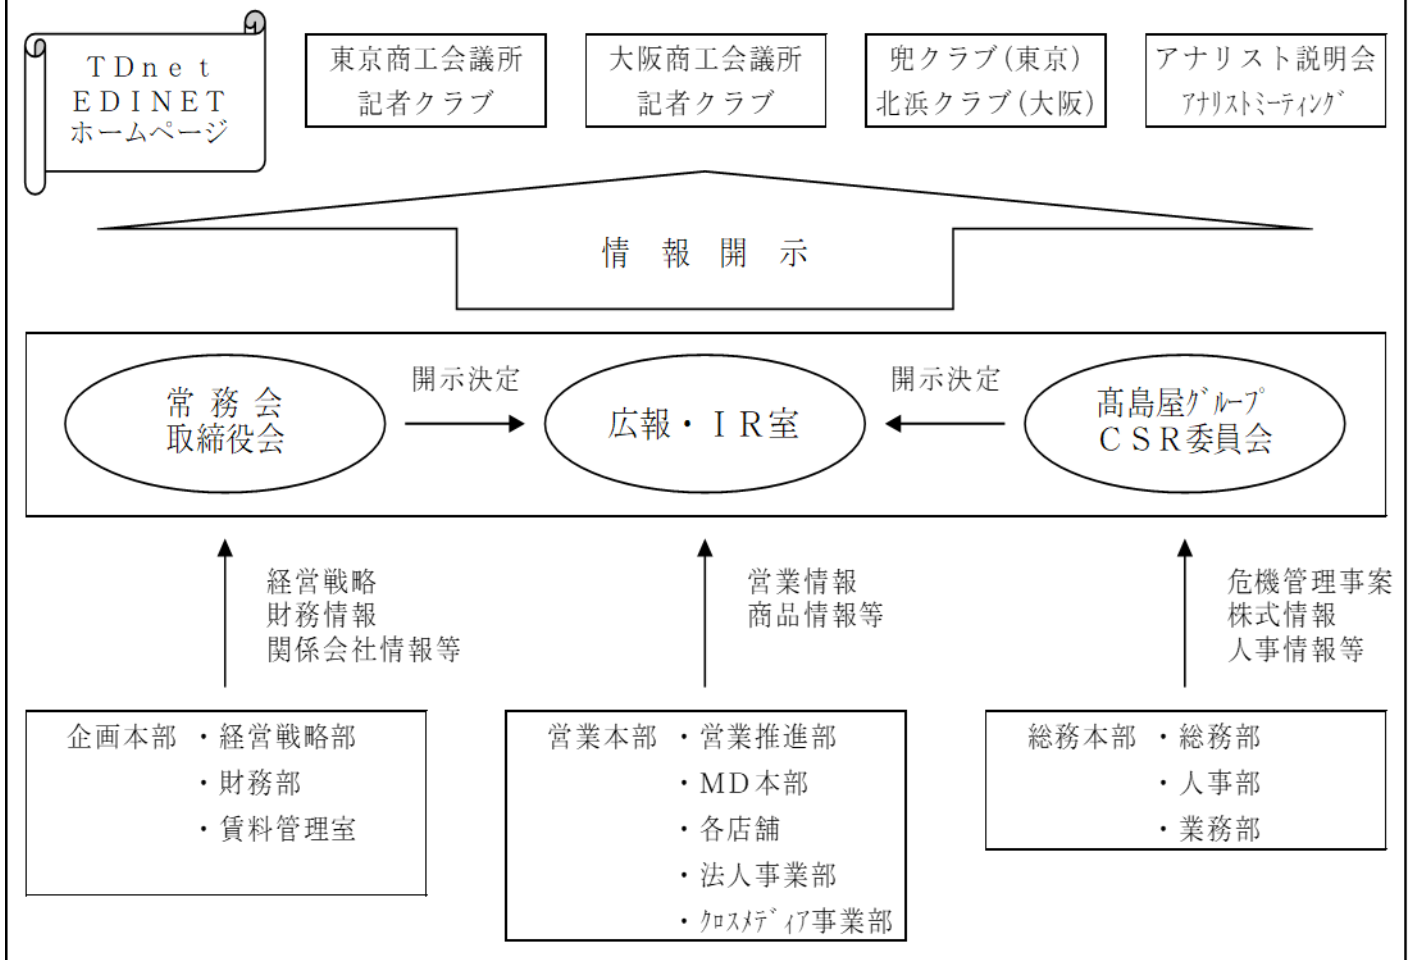 TDnet
EDINET
ホームページ
東京商工会議所
記者クラブ
大阪商工会議所
記者クラブ
兜クラブ(東京)
北浜クラブ(大阪)
アナリスト説明会
ｱﾅﾘｽﾄﾐｰﾃｨﾝｸﾞ
情報開示
常務会
取締役会
開示決定
広報・ＩＲ室
開示決定
髙島屋ｸﾞﾙｰﾌﾟ
ＣＳＲ委員会
経営戦略
財務情報
関係会社情報等
営業情報
商品情報等
危機管理事案
株式情報
人事情報等
企画本部 ・経営戦略部
・財務部
・賃料管理室
営業本部 ・営業推進部
・ＭＤ本部
・各店舗
・法人事業部
・ｸﾛｽﾒﾃﾞｨｱ事業部
総務本部 ・総務部
・人事部
・業務部